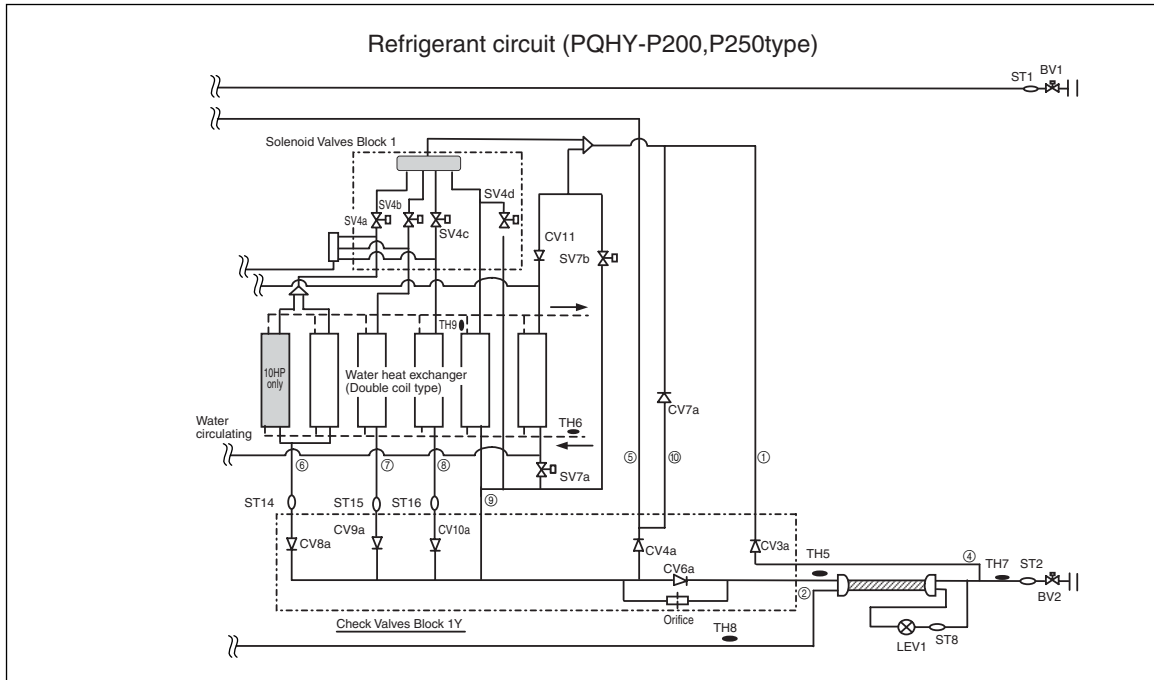 Refrigerant circuit (PQHY-P200,P250type)
ST1
BV1
Solenoid Valves Block 1
SV4a
SV4b
SV4c
SV4d
CV11
SV7b
TH9
10HP
only
Water heat exchanger
(Double coil type)
CV7a
Water
circulating
TH6
⑥
⑦
⑧
⑤
⑩
①
SV7a
⑨
ST14
ST15
ST16
CV8a
CV9a
CV10a
CV4a
CV3a
CV6a
TH5
④
TH7
ST2
②
BV2
Orifice
Check Valves Block 1Y
TH8
LEV1
ST8